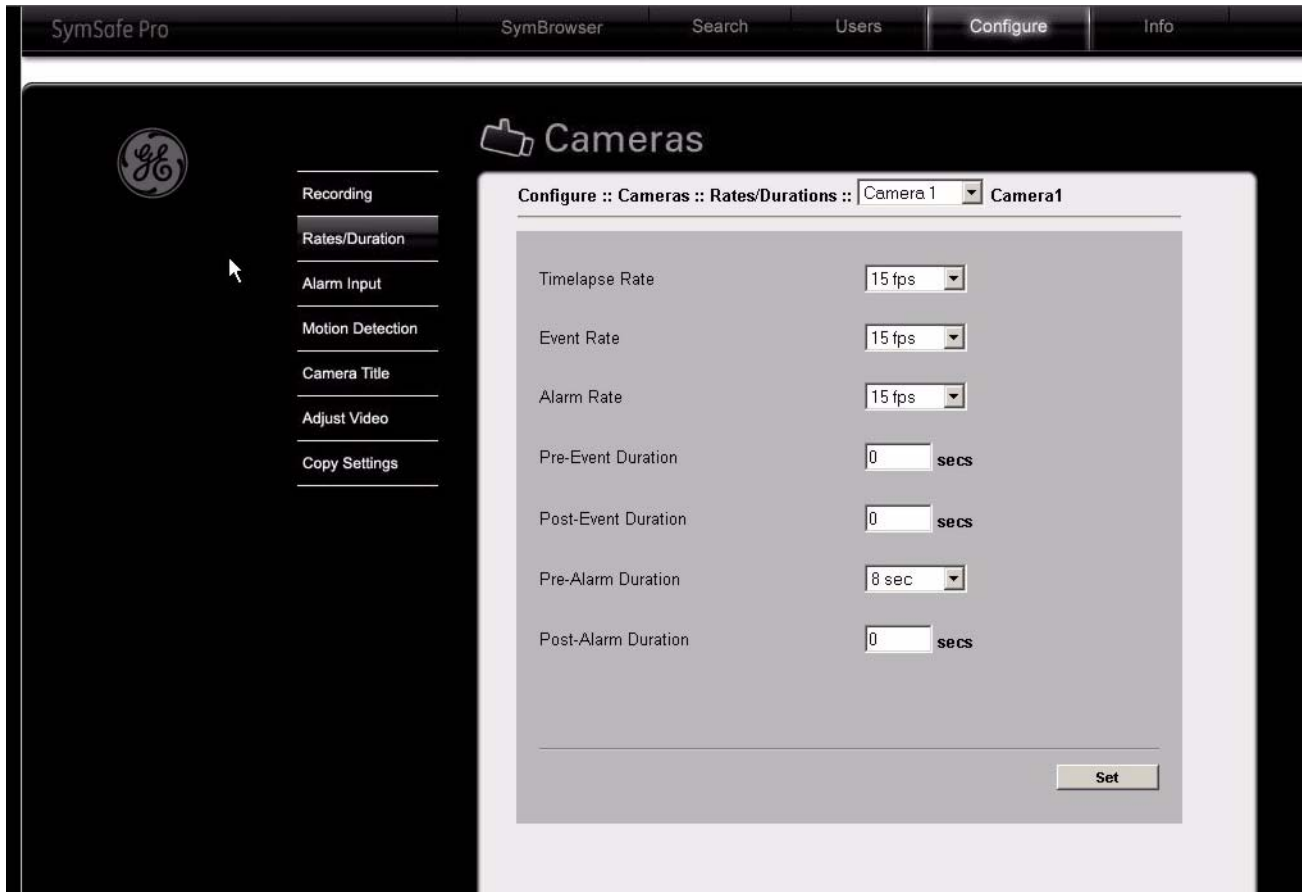 SymSafe Pro
SymBrowser
Search
Users
Configure
Info
GE
Cameras
Recording
Rates/Duration
Alarm Input
Motion Detection
Camera Title
Adjust Video
Copy Settings
Configure :: Cameras :: Rates/Durations :: Camera 1 Camera1
Timelapse Rate 15 fps
Event Rate 15 fps
Alarm Rate 15 fps
Pre-Event Duration 0 secs
Post-Event Duration 0 secs
Pre-Alarm Duration 8 sec
Post-Alarm Duration 0 secs
Set